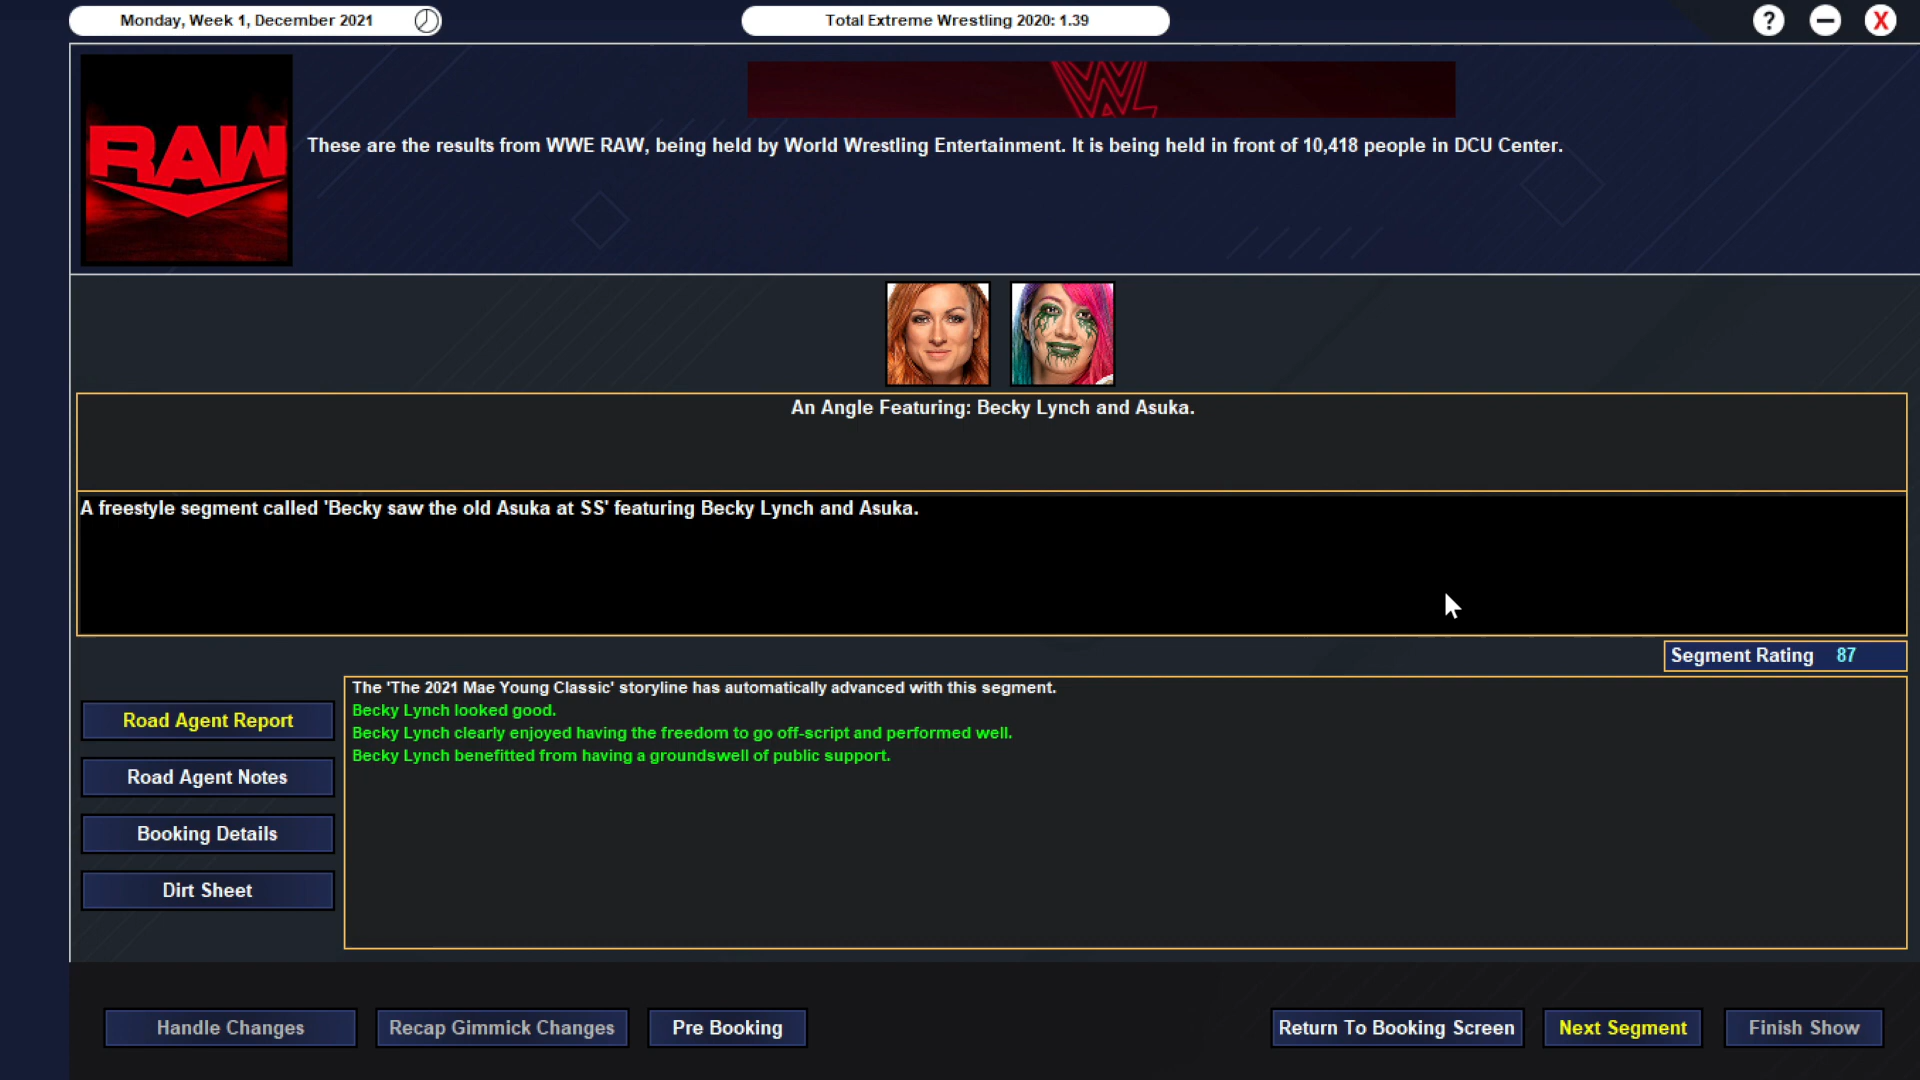 Monday, Week 1, December 2021
Total Extreme Wrestling 2020: 1.39
?
X
RAW
W
These are the results from WWE RAW, being held by World Wrestling Entertainment. It is being held in front of 10,418 people in DCU Center.
An Angle Featuring: Becky Lynch and Asuka.
A freestyle segment called 'Becky saw the old Asuka at SS' featuring Becky Lynch and Asuka.
Segment Rating 87
The 'The 2021 Mae Young Classic' storyline has automatically advanced with this segment.
Becky Lynch looked good.
Becky Lynch clearly enjoyed having the freedom to go off-script and performed well.
Becky Lynch benefitted from having a groundswell of public support.
Road Agent Report
Road Agent Notes
Booking Details
Dirt Sheet
Handle Changes
Recap Gimmick Changes
Pre Booking
Return To Booking Screen
Next Segment
Finish Show